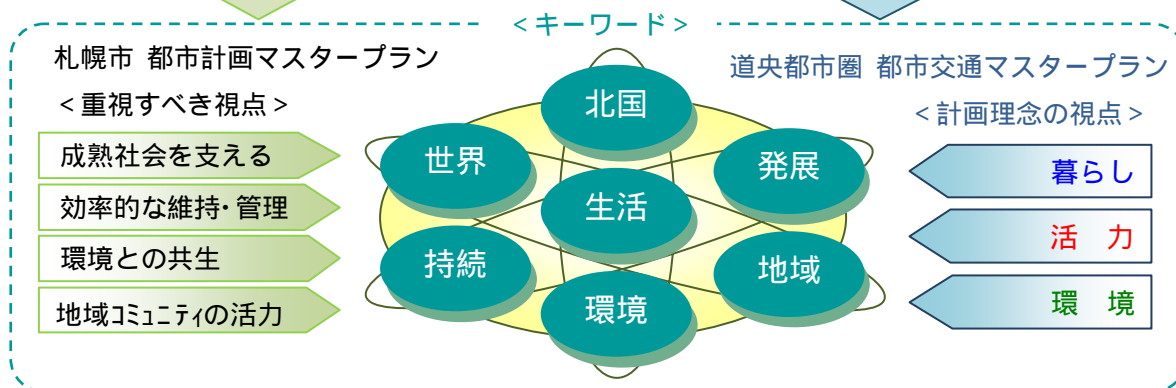 <キーワード>
札幌市 都市計画マスタープラン
<重視すべき視点>
成熟社会を支える
効率的な維持・管理
環境との共生
地域コミュニティの活力
北国
世界
発展
生活
持続
地域
環境
道央都市圏 都市交通マスタープラン
<計画理念の視点>
暮らし
活 力
環 境